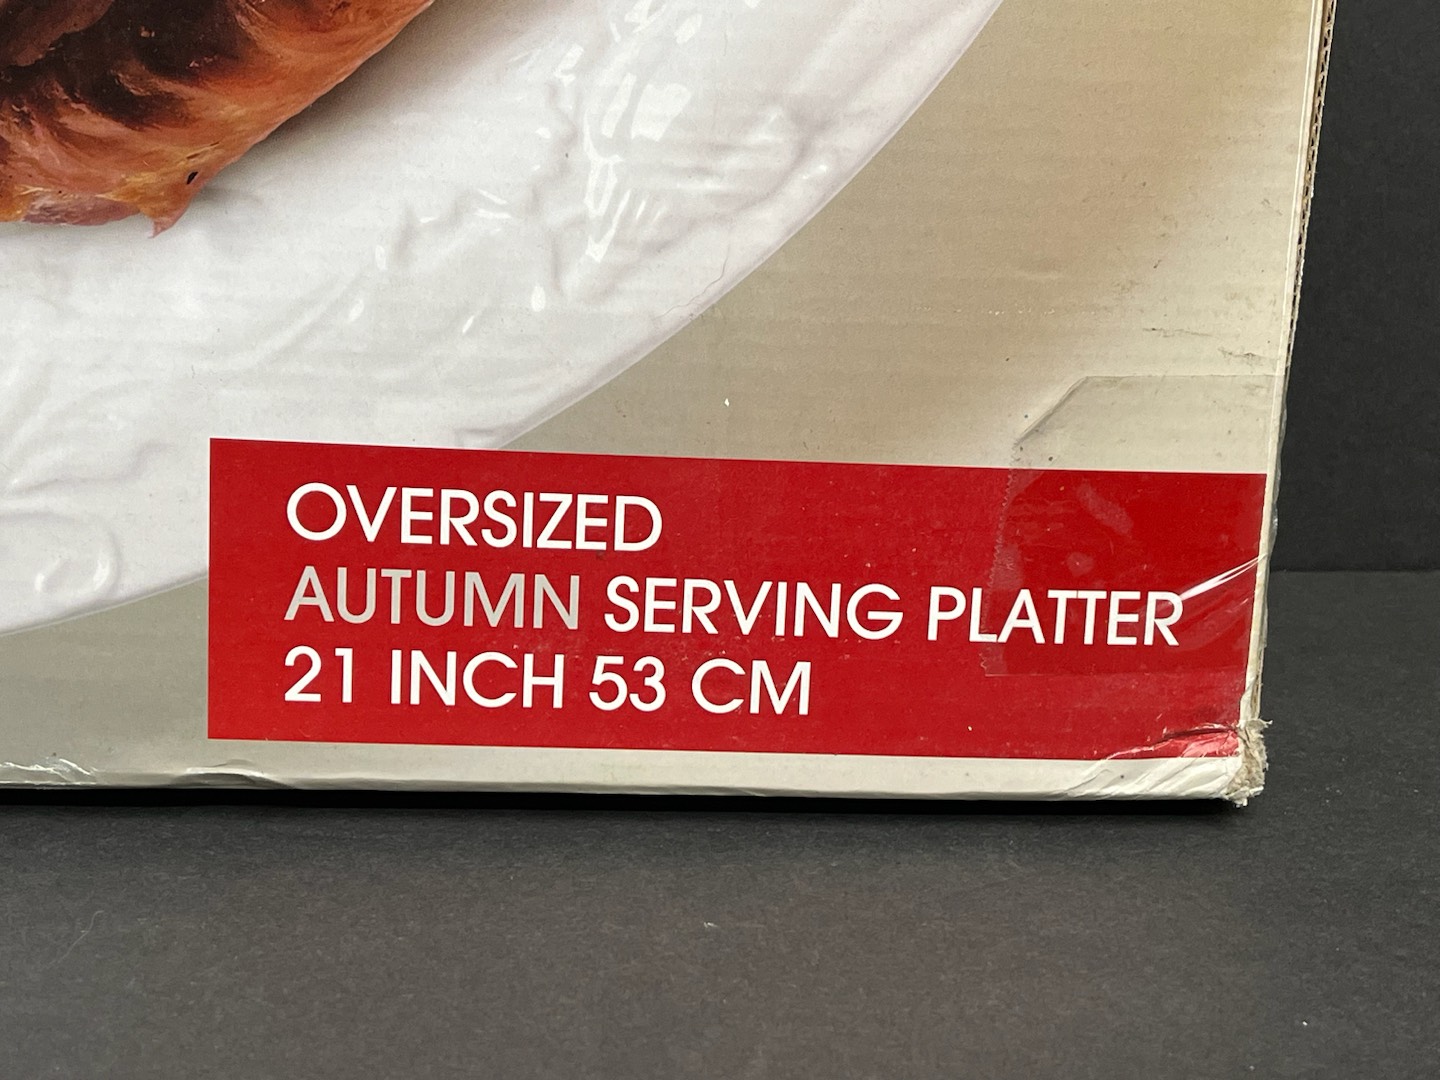 OVERSIZED
AUTUMN SERVING PLATTER
21 INCH 53 CM